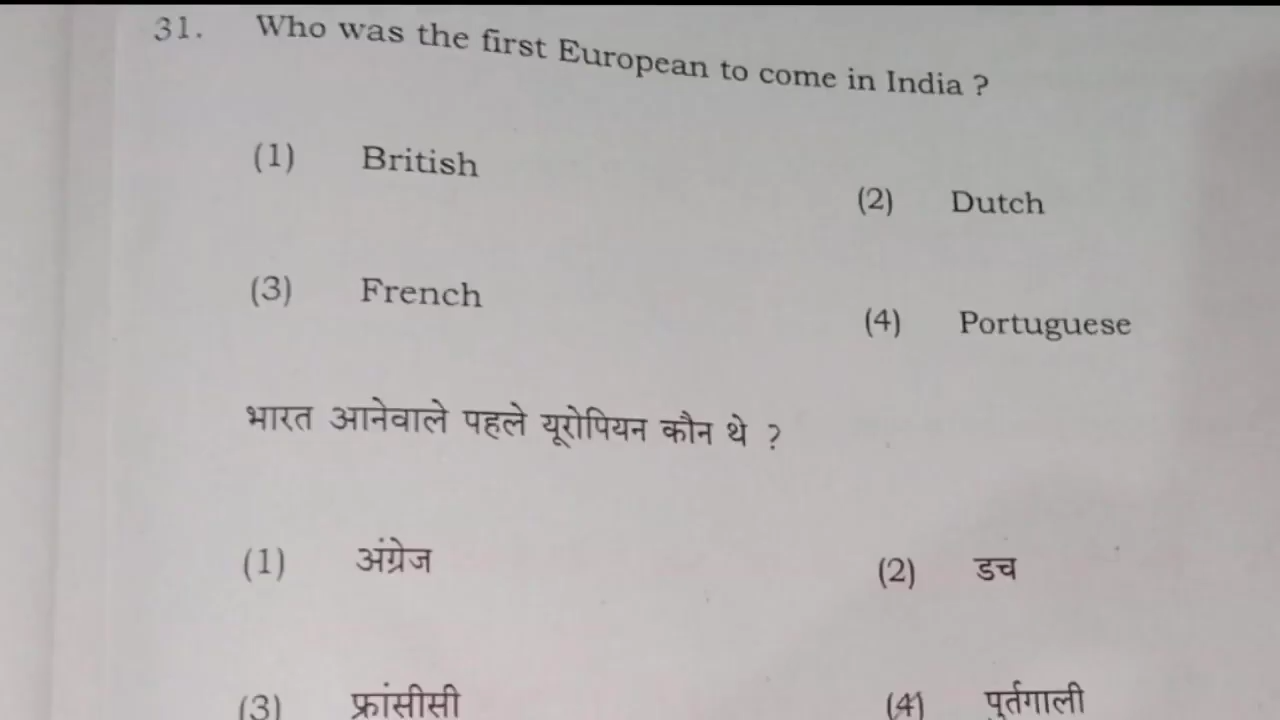 31. Who was the first European to come in India ?
(1) British
(2) Dutch
(3) French
(4) Portuguese
भारत आनेवाले पहले यूरोपियन कौन थे ?
(1) अंग्रेज
(2) डच
(3) फ्रांसीसी
(4) पुर्तगाली